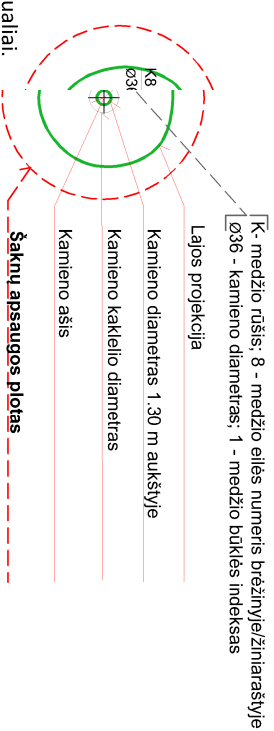 K- medžio rūšis; 8 - medžio eilės numeris brėžinyje/žiniaraštyje
Ø36 - kamieno diametras; 1 - medžio būklės indeksas
K8
Ø36
Lajos projekcija
Kamieno diametras 1.30 m aukštyje
Kamieno kaklelio diametras
Kamieno ašis
Šaknų apsaugos plotas
ualiai.